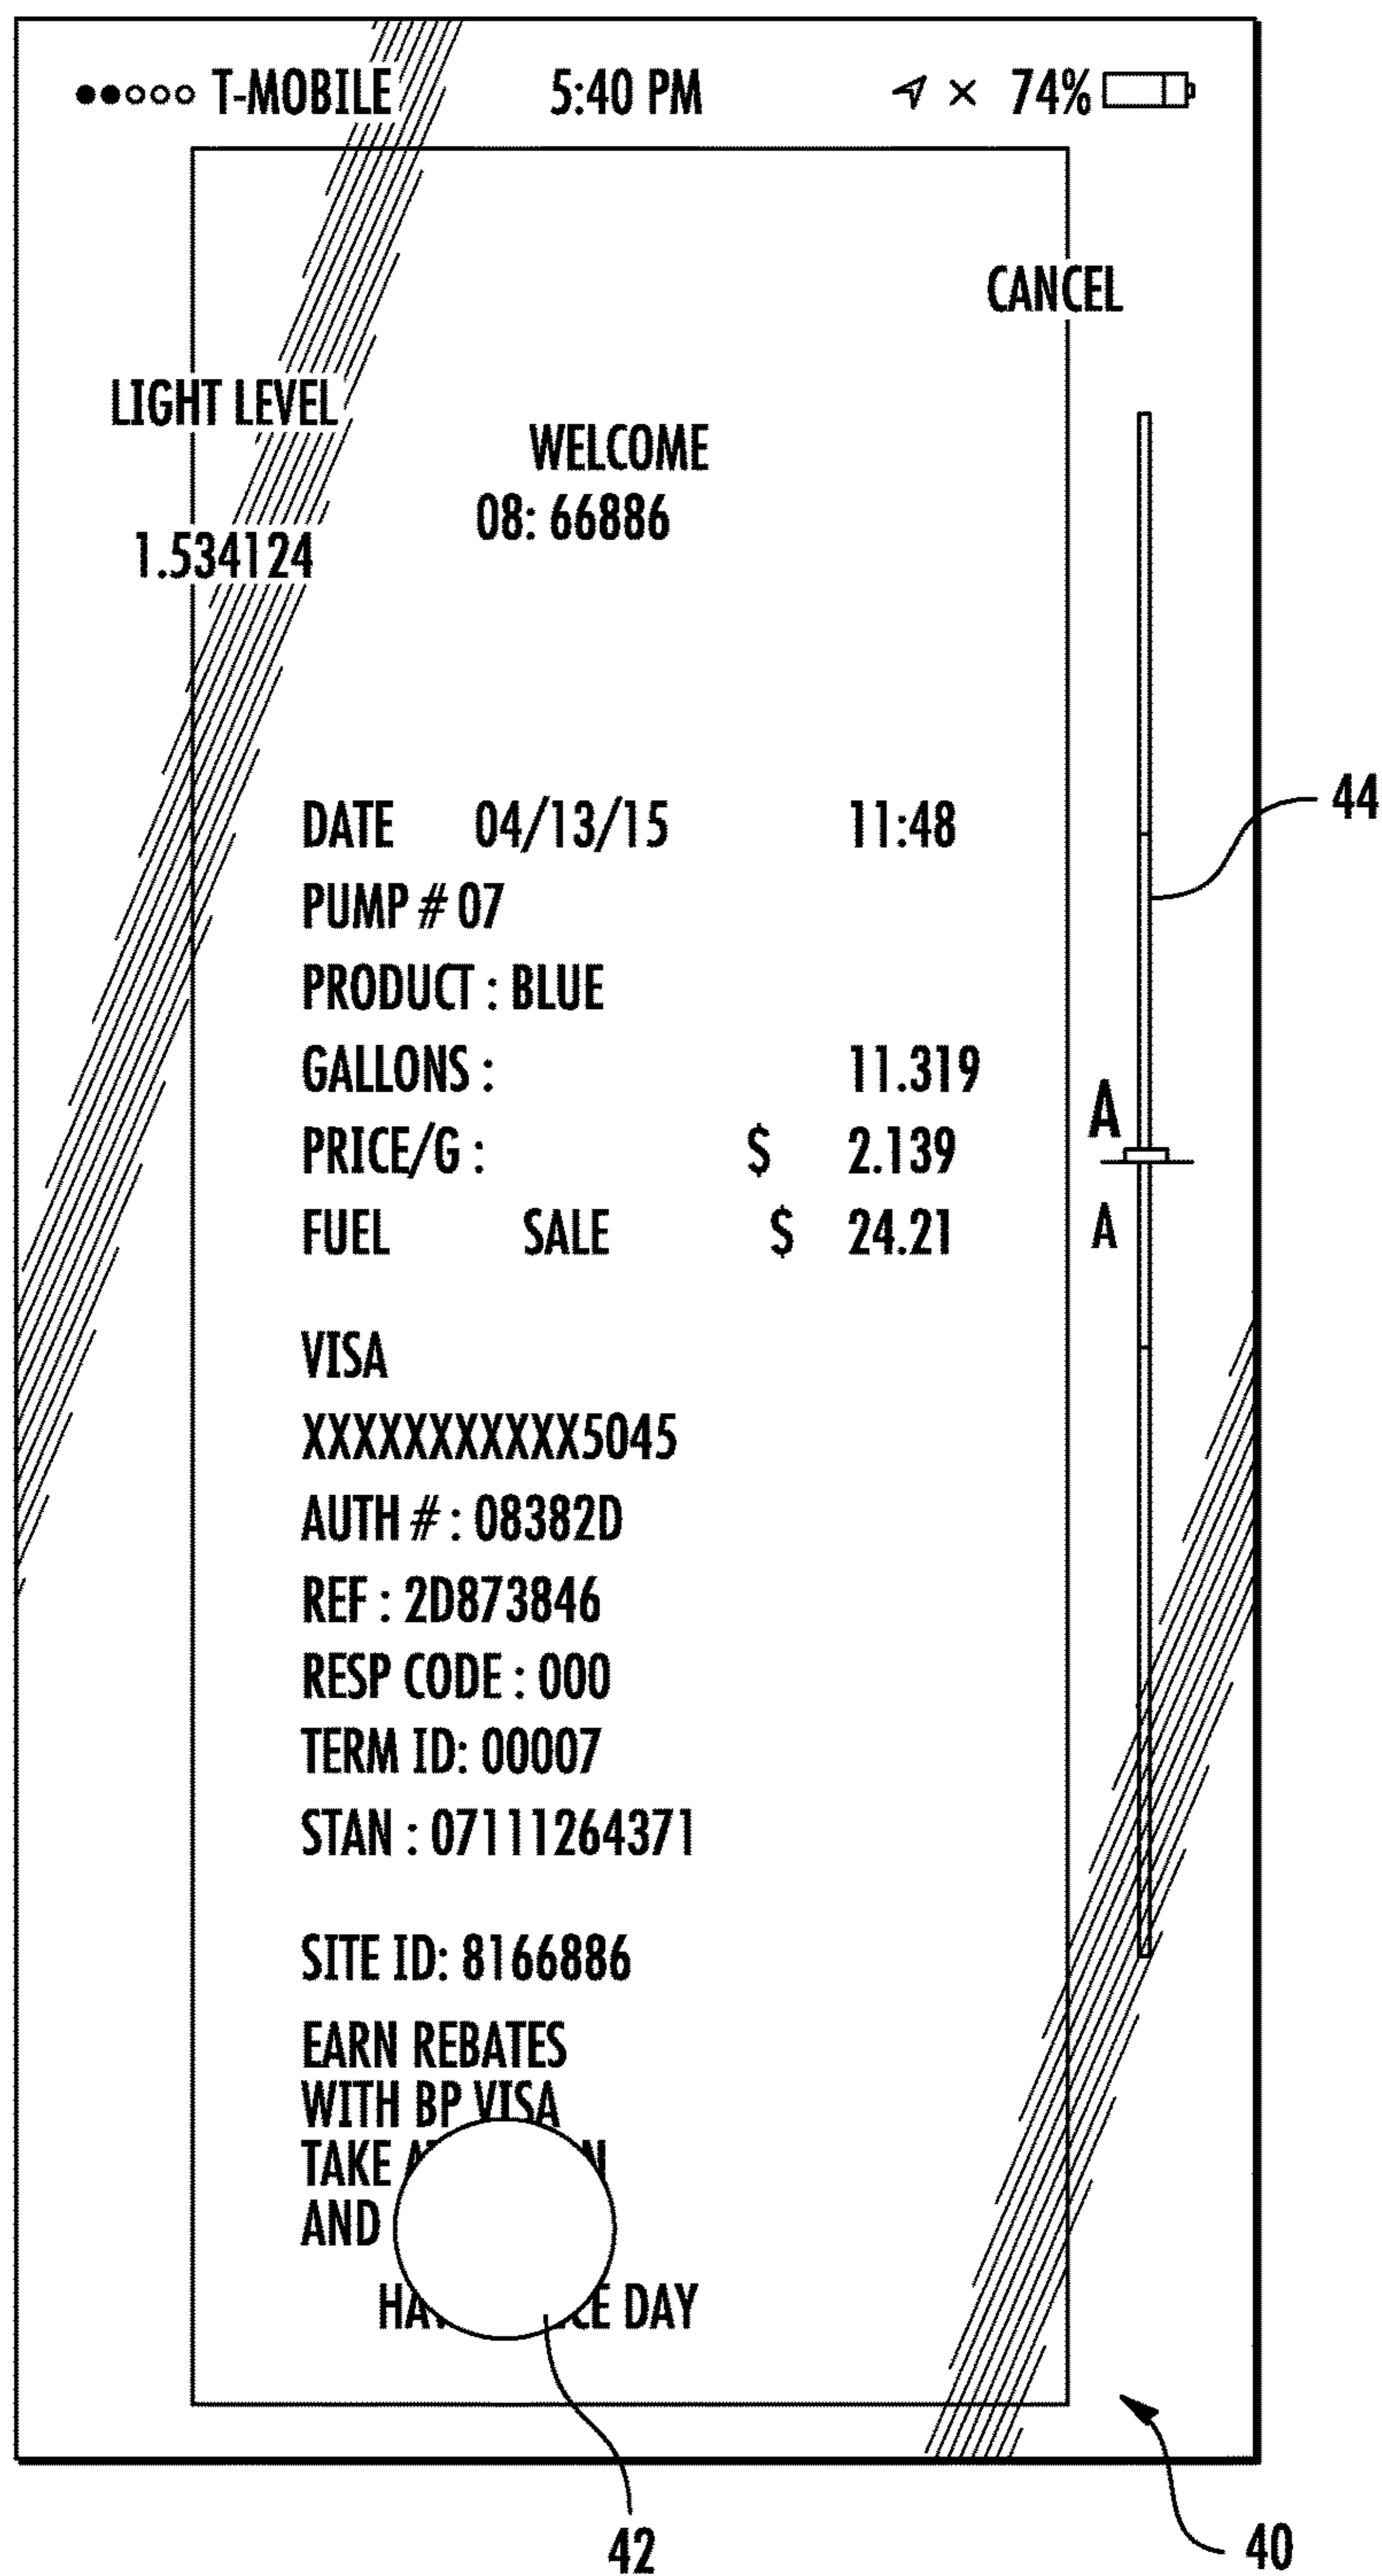 T-MOBILE 5:40 PM 74%
CANCEL
LIGHT LEVEL
WELCOME
08: 66886
1.534124
DATE 04/13/15 11:48
44
PUMP # 07
PRODUCT : BLUE
GALLONS : 11.319
A
PRICE/G : $ 2.139
FUEL SALE $ 24.21
A
VISA
XXXXXXXXXXX5045
AUTH # : 08382D
REF : 2D873846
RESP CODE : 000
TERM ID: 00007
STAN : 07111264371
SITE ID: 8166886
EARN REBATES
WITH BP VISA
TAKE
AND
DAY
42
40